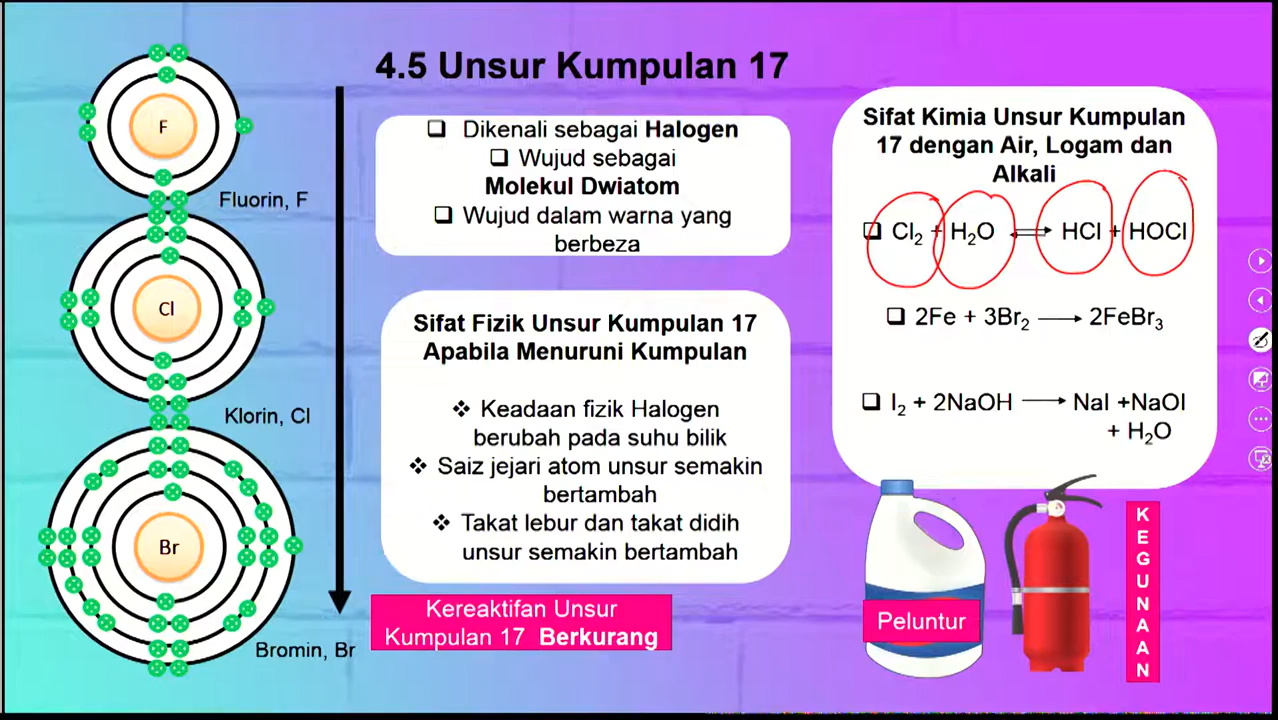 4.5 Unsur Kumpulan 17
F
Fluorin, F
Cl
Klorin, Cl
Br
Bromin, Br
❑ Dikenali sebagai Halogen
❑ Wujud sebagai
Molekul Dwiatom
❑ Wujud dalam warna yang
berbeza
Sifat Fizik Unsur Kumpulan 17
Apabila Menuruni Kumpulan
❖ Keadaan fizik Halogen
berubah pada suhu bilik
❖ Saiz jejari atom unsur semakin
bertambah
❖ Takat lebur dan takat didih
unsur semakin bertambah
Kereaktifan Unsur
Kumpulan 17 Berkurang
Sifat Kimia Unsur Kumpulan
17 dengan Air, Logam dan
Alkali
❑ Cl₂ + H₂O ⇌ HCl + HOCl
❑ 2Fe + 3Br₂ ⟶ 2FeBr₃
❑ I₂ + 2NaOH ⟶ NaI +NaOI
+ H₂O
Peluntur
KEGUNAAN